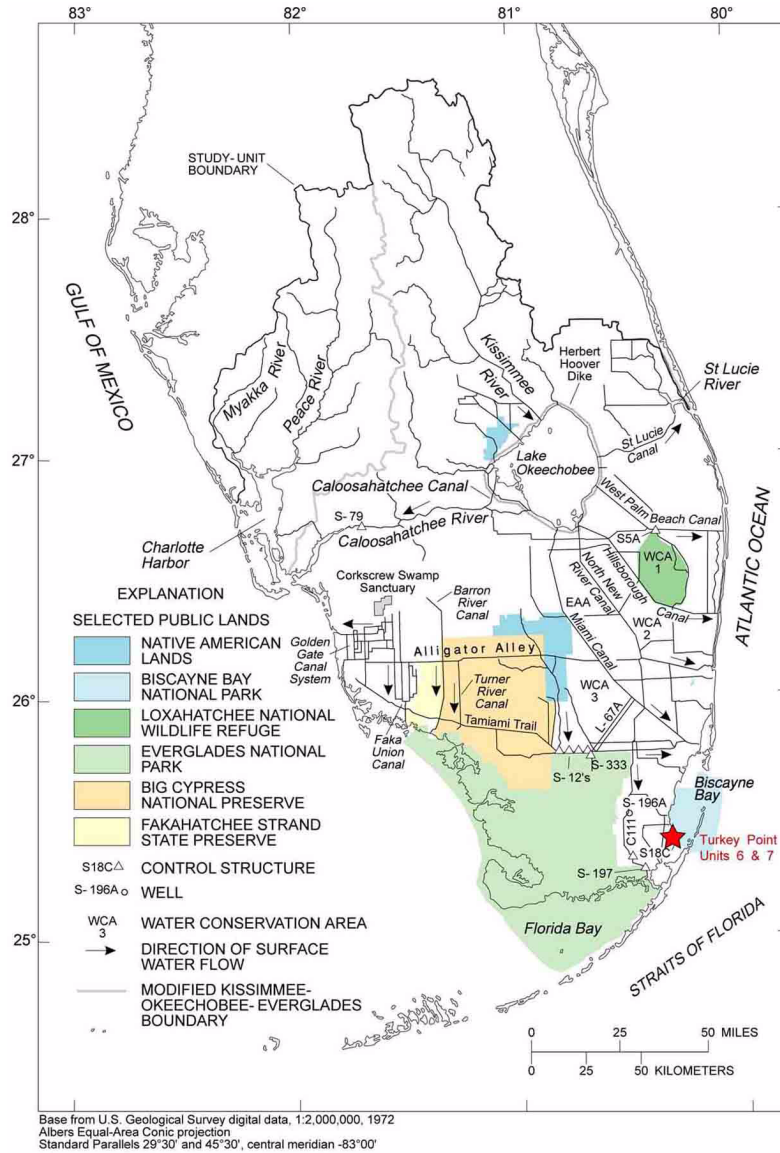 83°
82°
81°
80°
STUDY-UNIT
BOUNDARY
28°
GULF OF MEXICO
Myakka River
Peace River
Kissimmee
River
Herbert
Hoover
Dike
St Lucie
River
27°
Lake
Okeechobee
St Lucie
Canal
Caloosahatchee Canal
S-79
Caloosahatchee River
West Palm
Beach Canal
S5A
WCA
1
Charlotte
Harbor
Hillsborough
Canal
North New
River Canal
Miami Canal
EAA
WCA
2
ATLANTIC OCEAN
Corkscrew Swamp
Sanctuary
Barron
River
Canal
Golden
Gate
Canal
System
Alligator Alley
26°
Turner
River
Canal
WCA
3
L-67A
Tamiami Trail
Faka
Union
Canal
S-12's
S-333
Biscayne
Bay
S-196A
C111
S18C
S-197
Turkey Point
Units 6 & 7
Florida Bay
25°
STRAITS OF FLORIDA
EXPLANATION
SELECTED PUBLIC LANDS
NATIVE AMERICAN
LANDS
BISCAYNE BAY
NATIONAL PARK
LOXAHATCHEE NATIONAL
WILDLIFE REFUGE
EVERGLADES NATIONAL
PARK
BIG CYPRESS
NATIONAL PRESERVE
FAKAHATCHEE STRAND
STATE PRESERVE
S18C△ CONTROL STRUCTURE
S-196A o WELL
WCA
3
WATER CONSERVATION AREA
DIRECTION OF SURFACE
WATER FLOW
MODIFIED KISSIMMEE-
OKEECHOBEE-EVERGLADES
BOUNDARY
0 25 50 MILES
0 25 50 KILOMETERS
Base from U.S. Geological Survey digital data, 1:2,000,000, 1972
Albers Equal-Area Conic projection
Standard Parallels 29°30' and 45°30', central meridian -83°00'